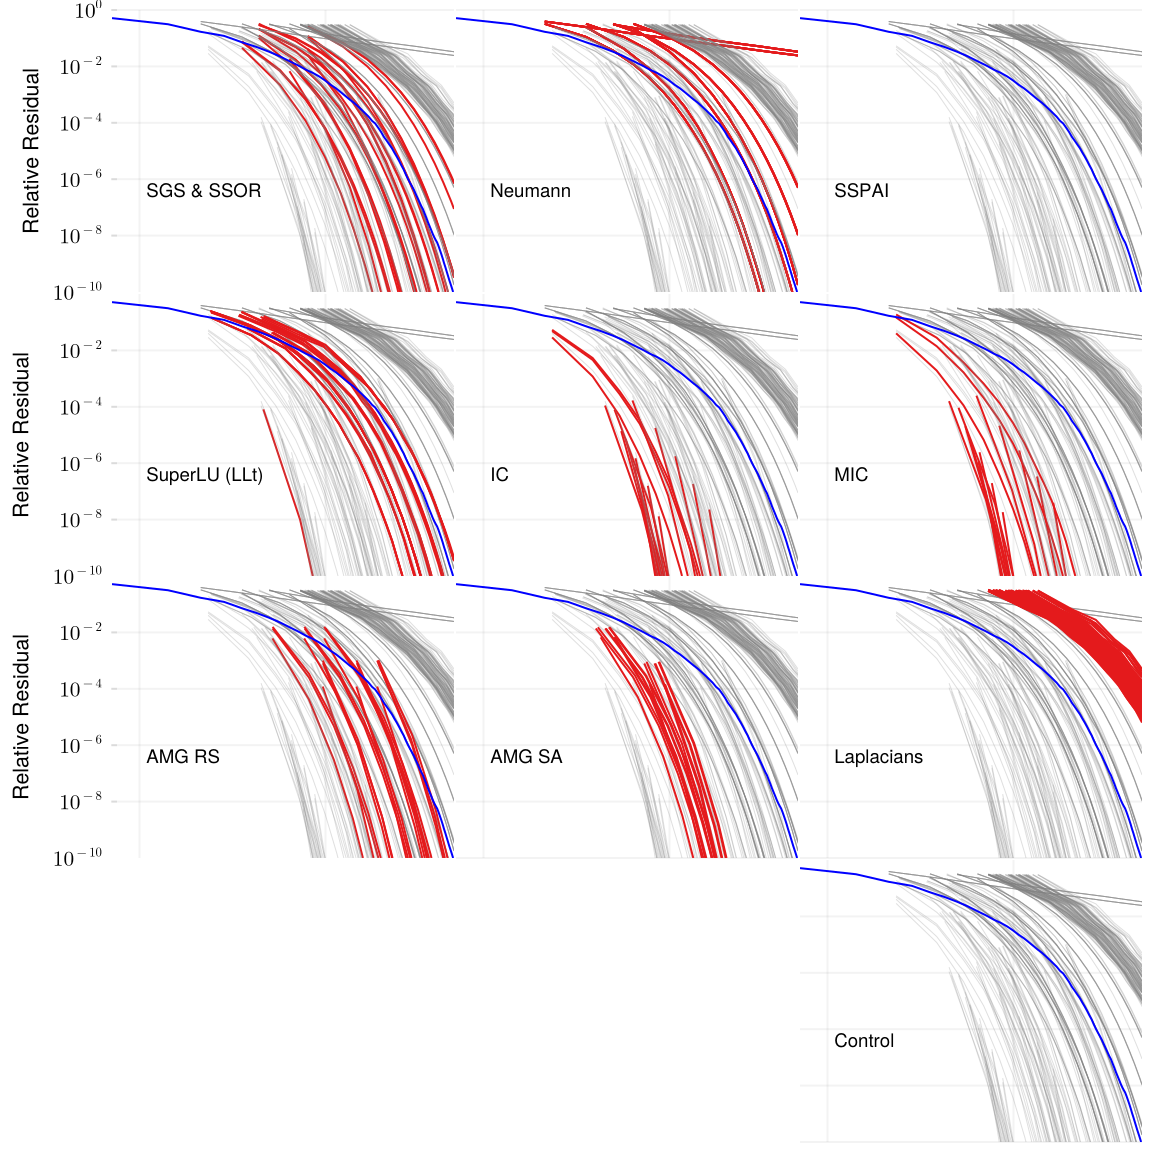 10^0
10^−2
10^−4
10^−6
10^−8
10^−10
Relative Residual
SGS & SSOR
Neumann
SSPAI
10^−2
10^−4
10^−6
10^−8
10^−10
Relative Residual
SuperLU (LLt)
IC
MIC
10^−2
10^−4
10^−6
10^−8
10^−10
Relative Residual
AMG RS
AMG SA
Laplacians
Control